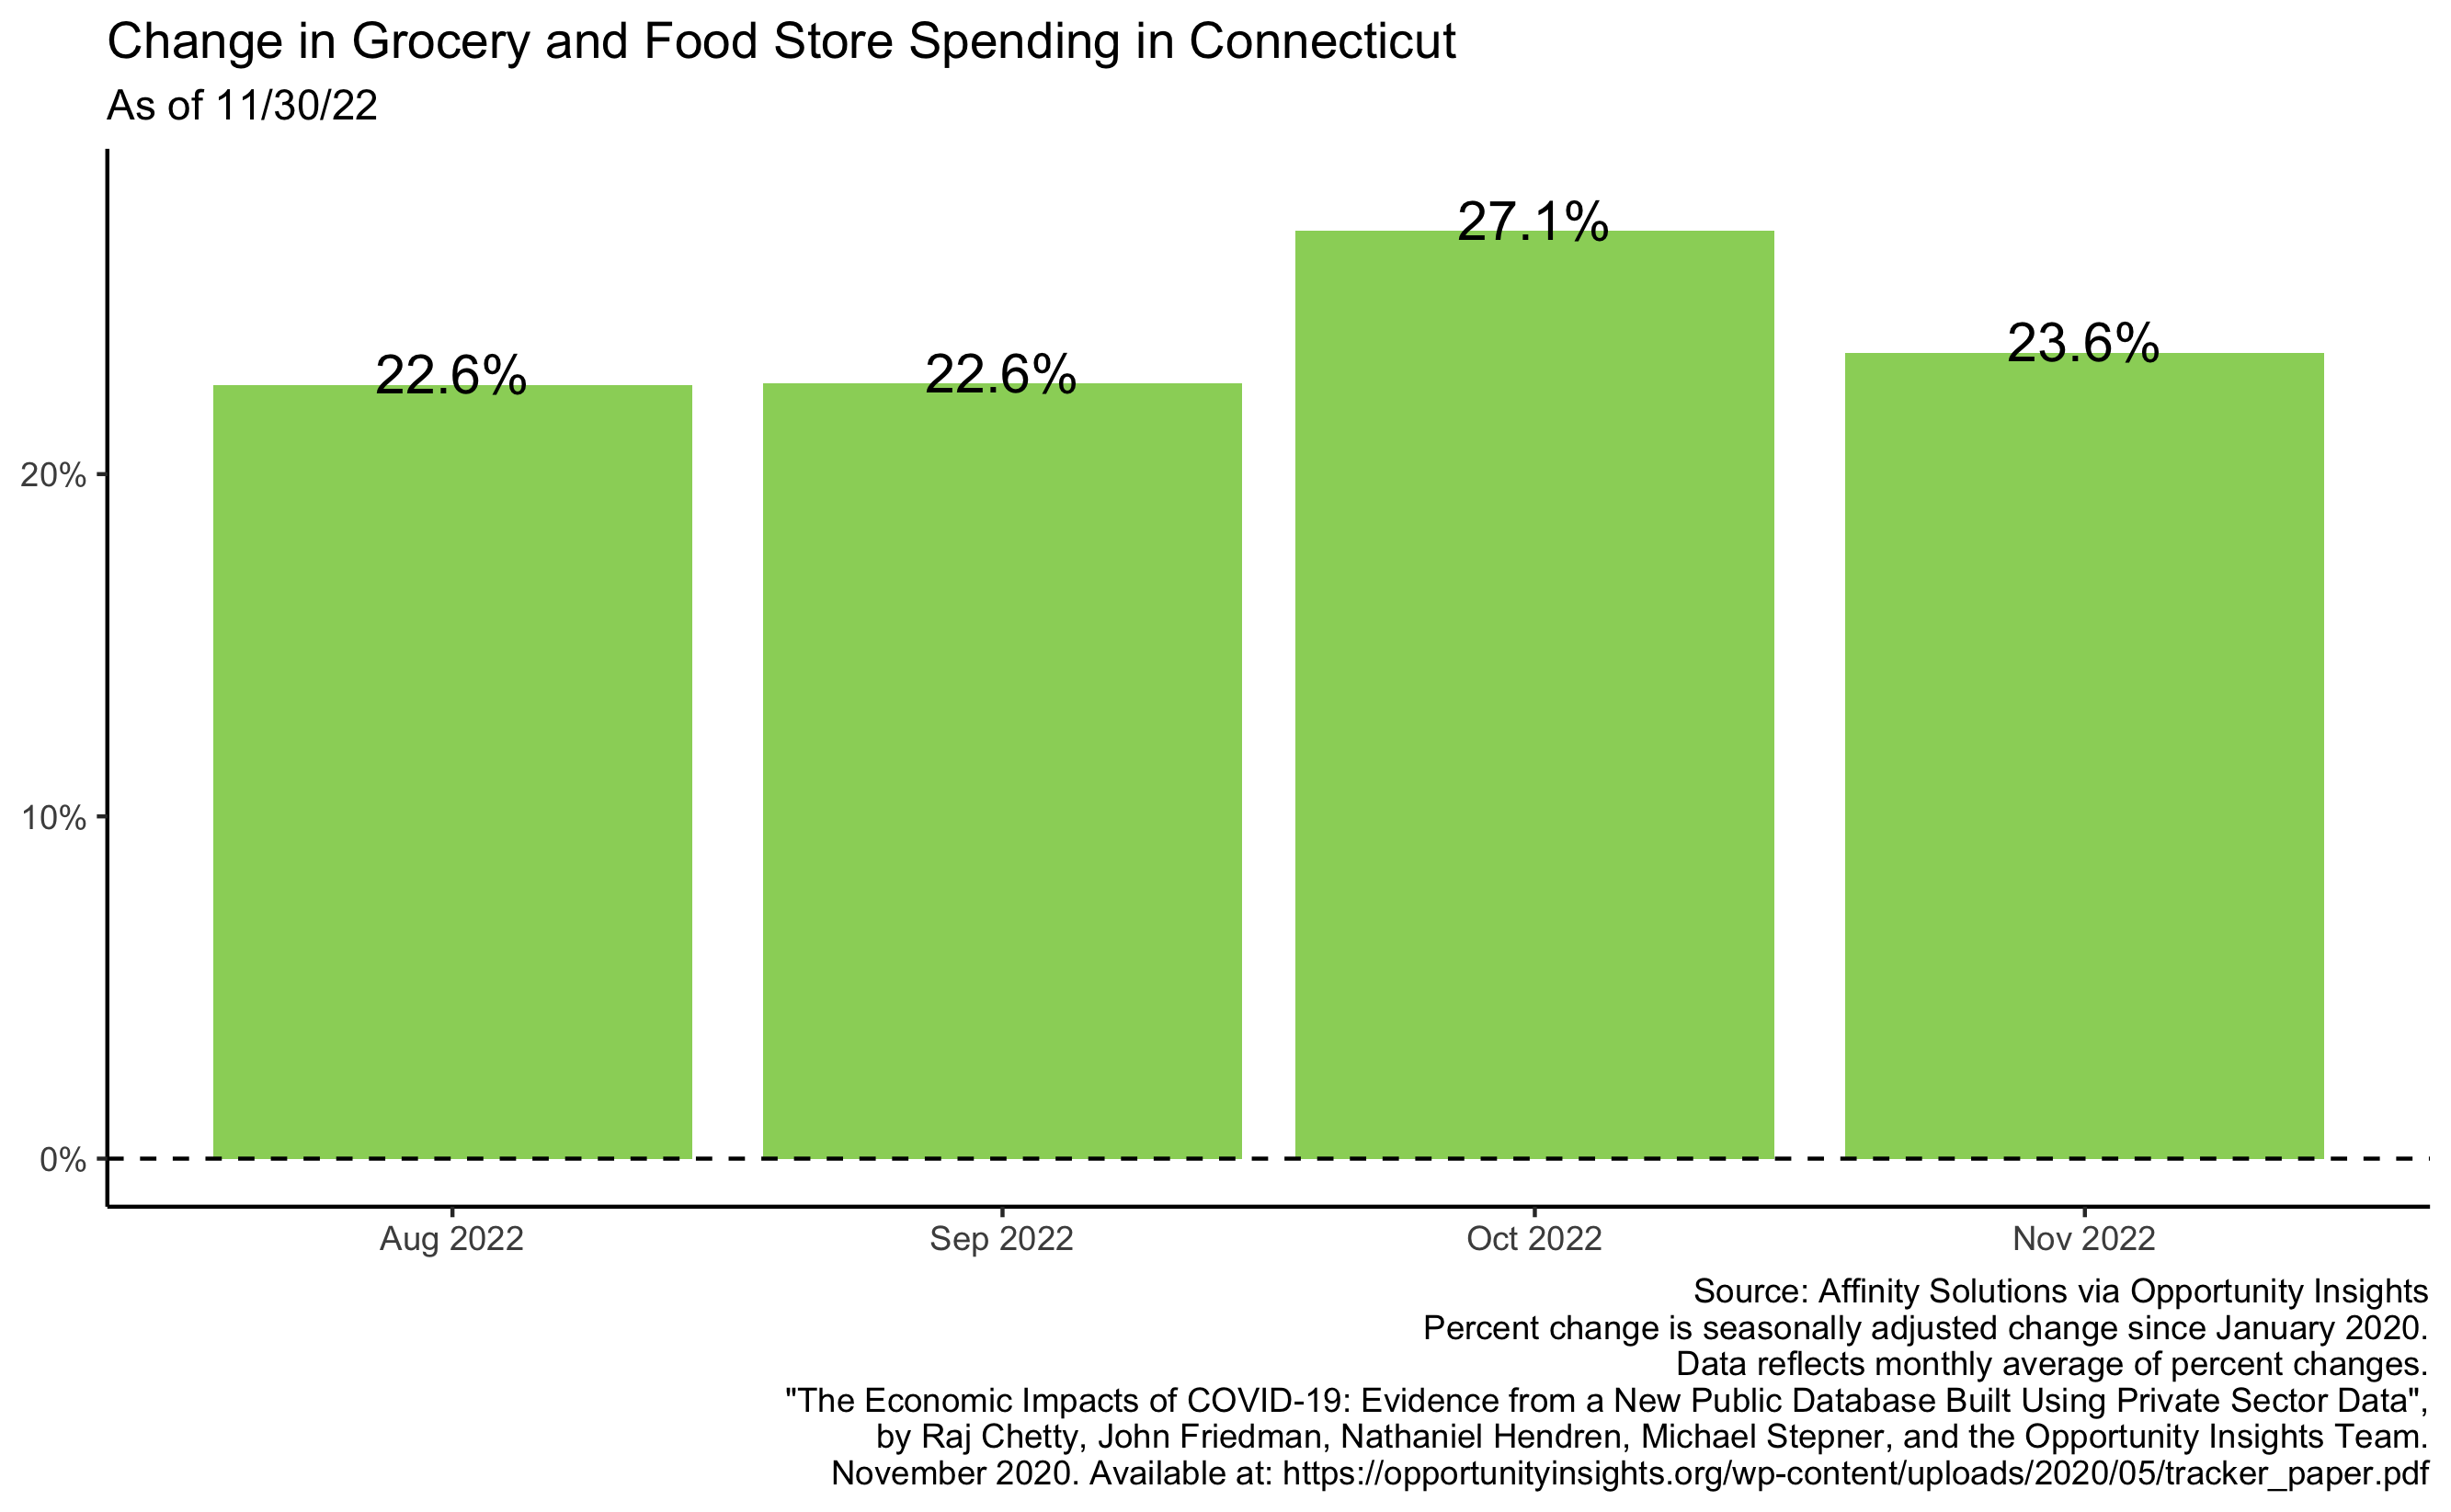 Change in Grocery and Food Store Spending in Connecticut
As of 11/30/22
27.1%
23.6%
22.6%
22.6%
20%
10%
0%
Aug 2022
Sep 2022
Oct 2022
Nov 2022
Source: Affinity Solutions via Opportunity Insights
Percent change is seasonally adjusted change since January 2020.
Data reflects monthly average of percent changes.
"The Economic Impacts of COVID-19: Evidence from a New Public Database Built Using Private Sector Data",
by Raj Chetty, John Friedman, Nathaniel Hendren, Michael Stepner, and the Opportunity Insights Team.
November 2020. Available at: https://opportunityinsights.org/wp-content/uploads/2020/05/tracker_paper.pdf